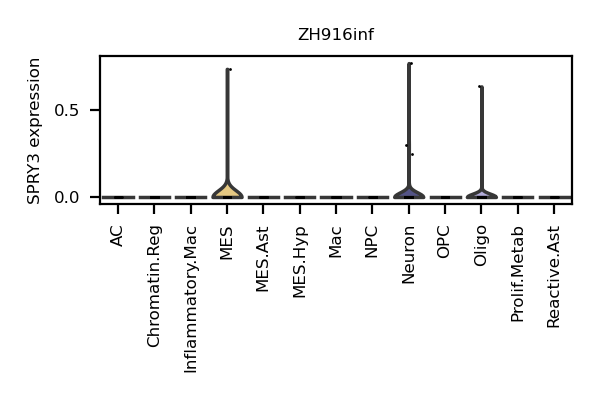 ZH916inf
SPRY3 expression
0.5
0.0
AC
Chromatin.Reg
Inflammatory.Mac
MES
MES.Ast
MES.Hyp
Mac
NPC
Neuron
OPC
Oligo
Prolif.Metab
Reactive.Ast